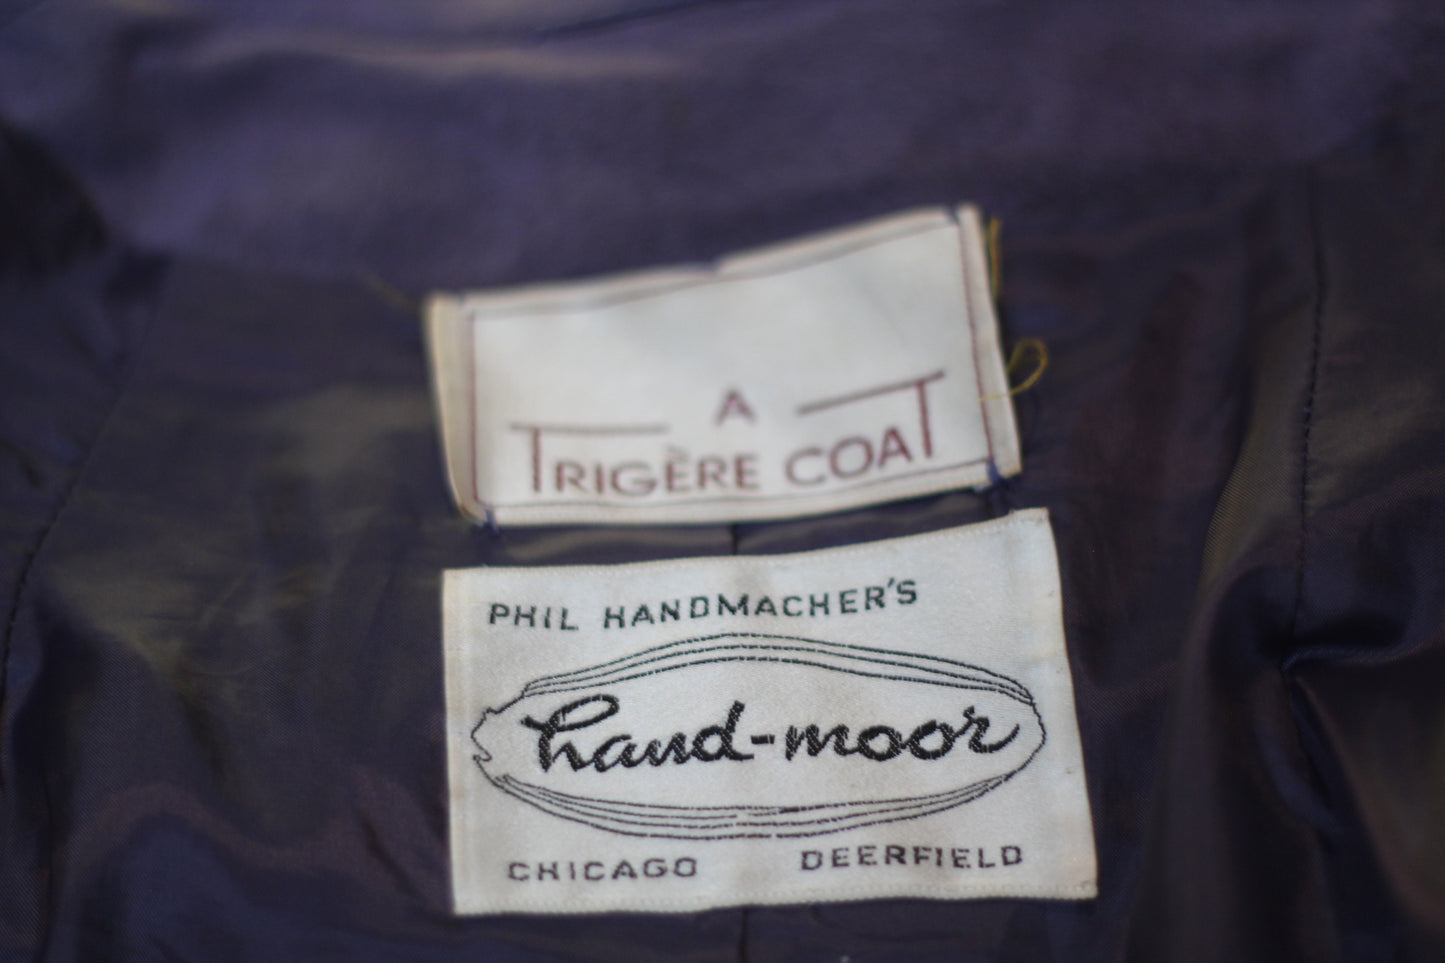 A
TRIGÈRE COAT
PHIL HANDMACHER'S
hand-moor
CHICAGO DEERFIELD